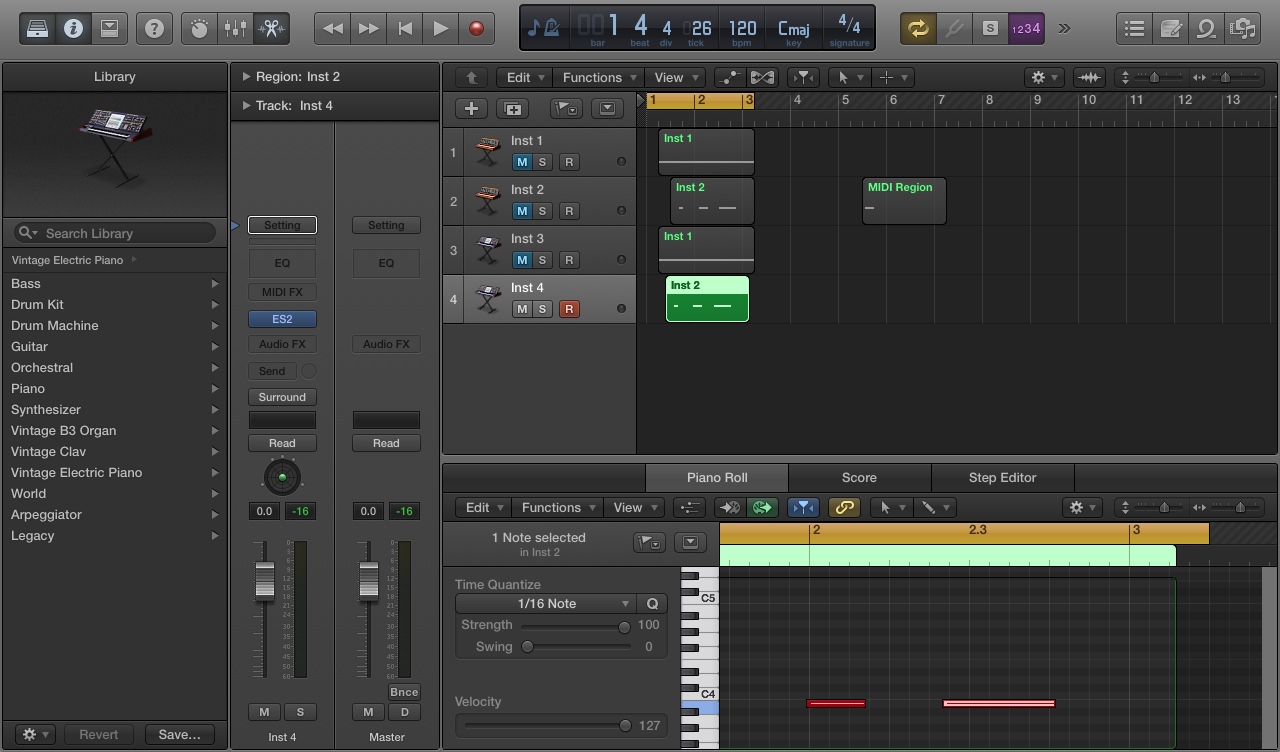 1234
001 4 4 026 120 Cmaj 4/4
bar beat div tick bpm key signature
S
Library
Search Library
Vintage Electric Piano
Bass
Drum Kit
Drum Machine
Guitar
Orchestral
Piano
Synthesizer
Vintage B3 Organ
Vintage Clav
Vintage Electric Piano
World
Arpeggiator
Legacy
Revert Save...
Region: Inst 2
Track: Inst 4
Setting Setting
EQ EQ
MIDI FX
ES2
Audio FX Audio FX
Send
Surround
Read Read
0.0 -16 0.0 -16
Bnce
M S M D
Inst 4 Master
Edit Functions View
1 2 3 4 5 6 7 8 9 10 11 12 13
1 Inst 1
M S R
Inst 1
2 Inst 2
M S R
Inst 2 MIDI Region
3 Inst 3
M S R
Inst 1
4 Inst 4
M S R
Inst 2
Piano Roll Score Step Editor
Edit Functions View
1 Note selected
in Inst 2
2 2.3 3
Time Quantize
1/16 Note Q
Strength 100
Swing 0
Velocity
127
C5
C4